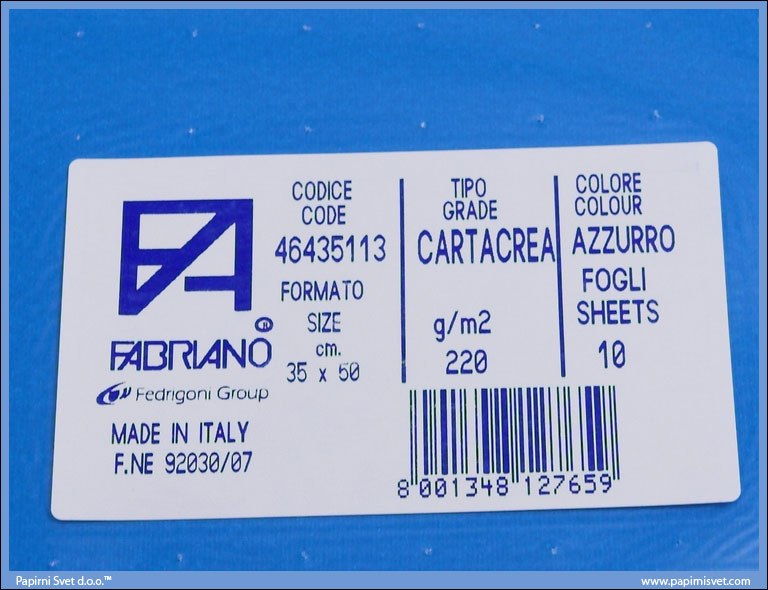 FABRIANO ®
Fedrigoni Group
MADE IN ITALY
F.NE 92030/07
CODICE
CODE
46435113
FORMATO
SIZE
cm.
35 x 50
TIPO
GRADE
CARTACREA
g/m2
220
COLORE
COLOUR
AZZURRO
FOGLI
SHEETS
10
8 001348 127659
Papirni Svet d.o.o.™
www.papirnisvet.com